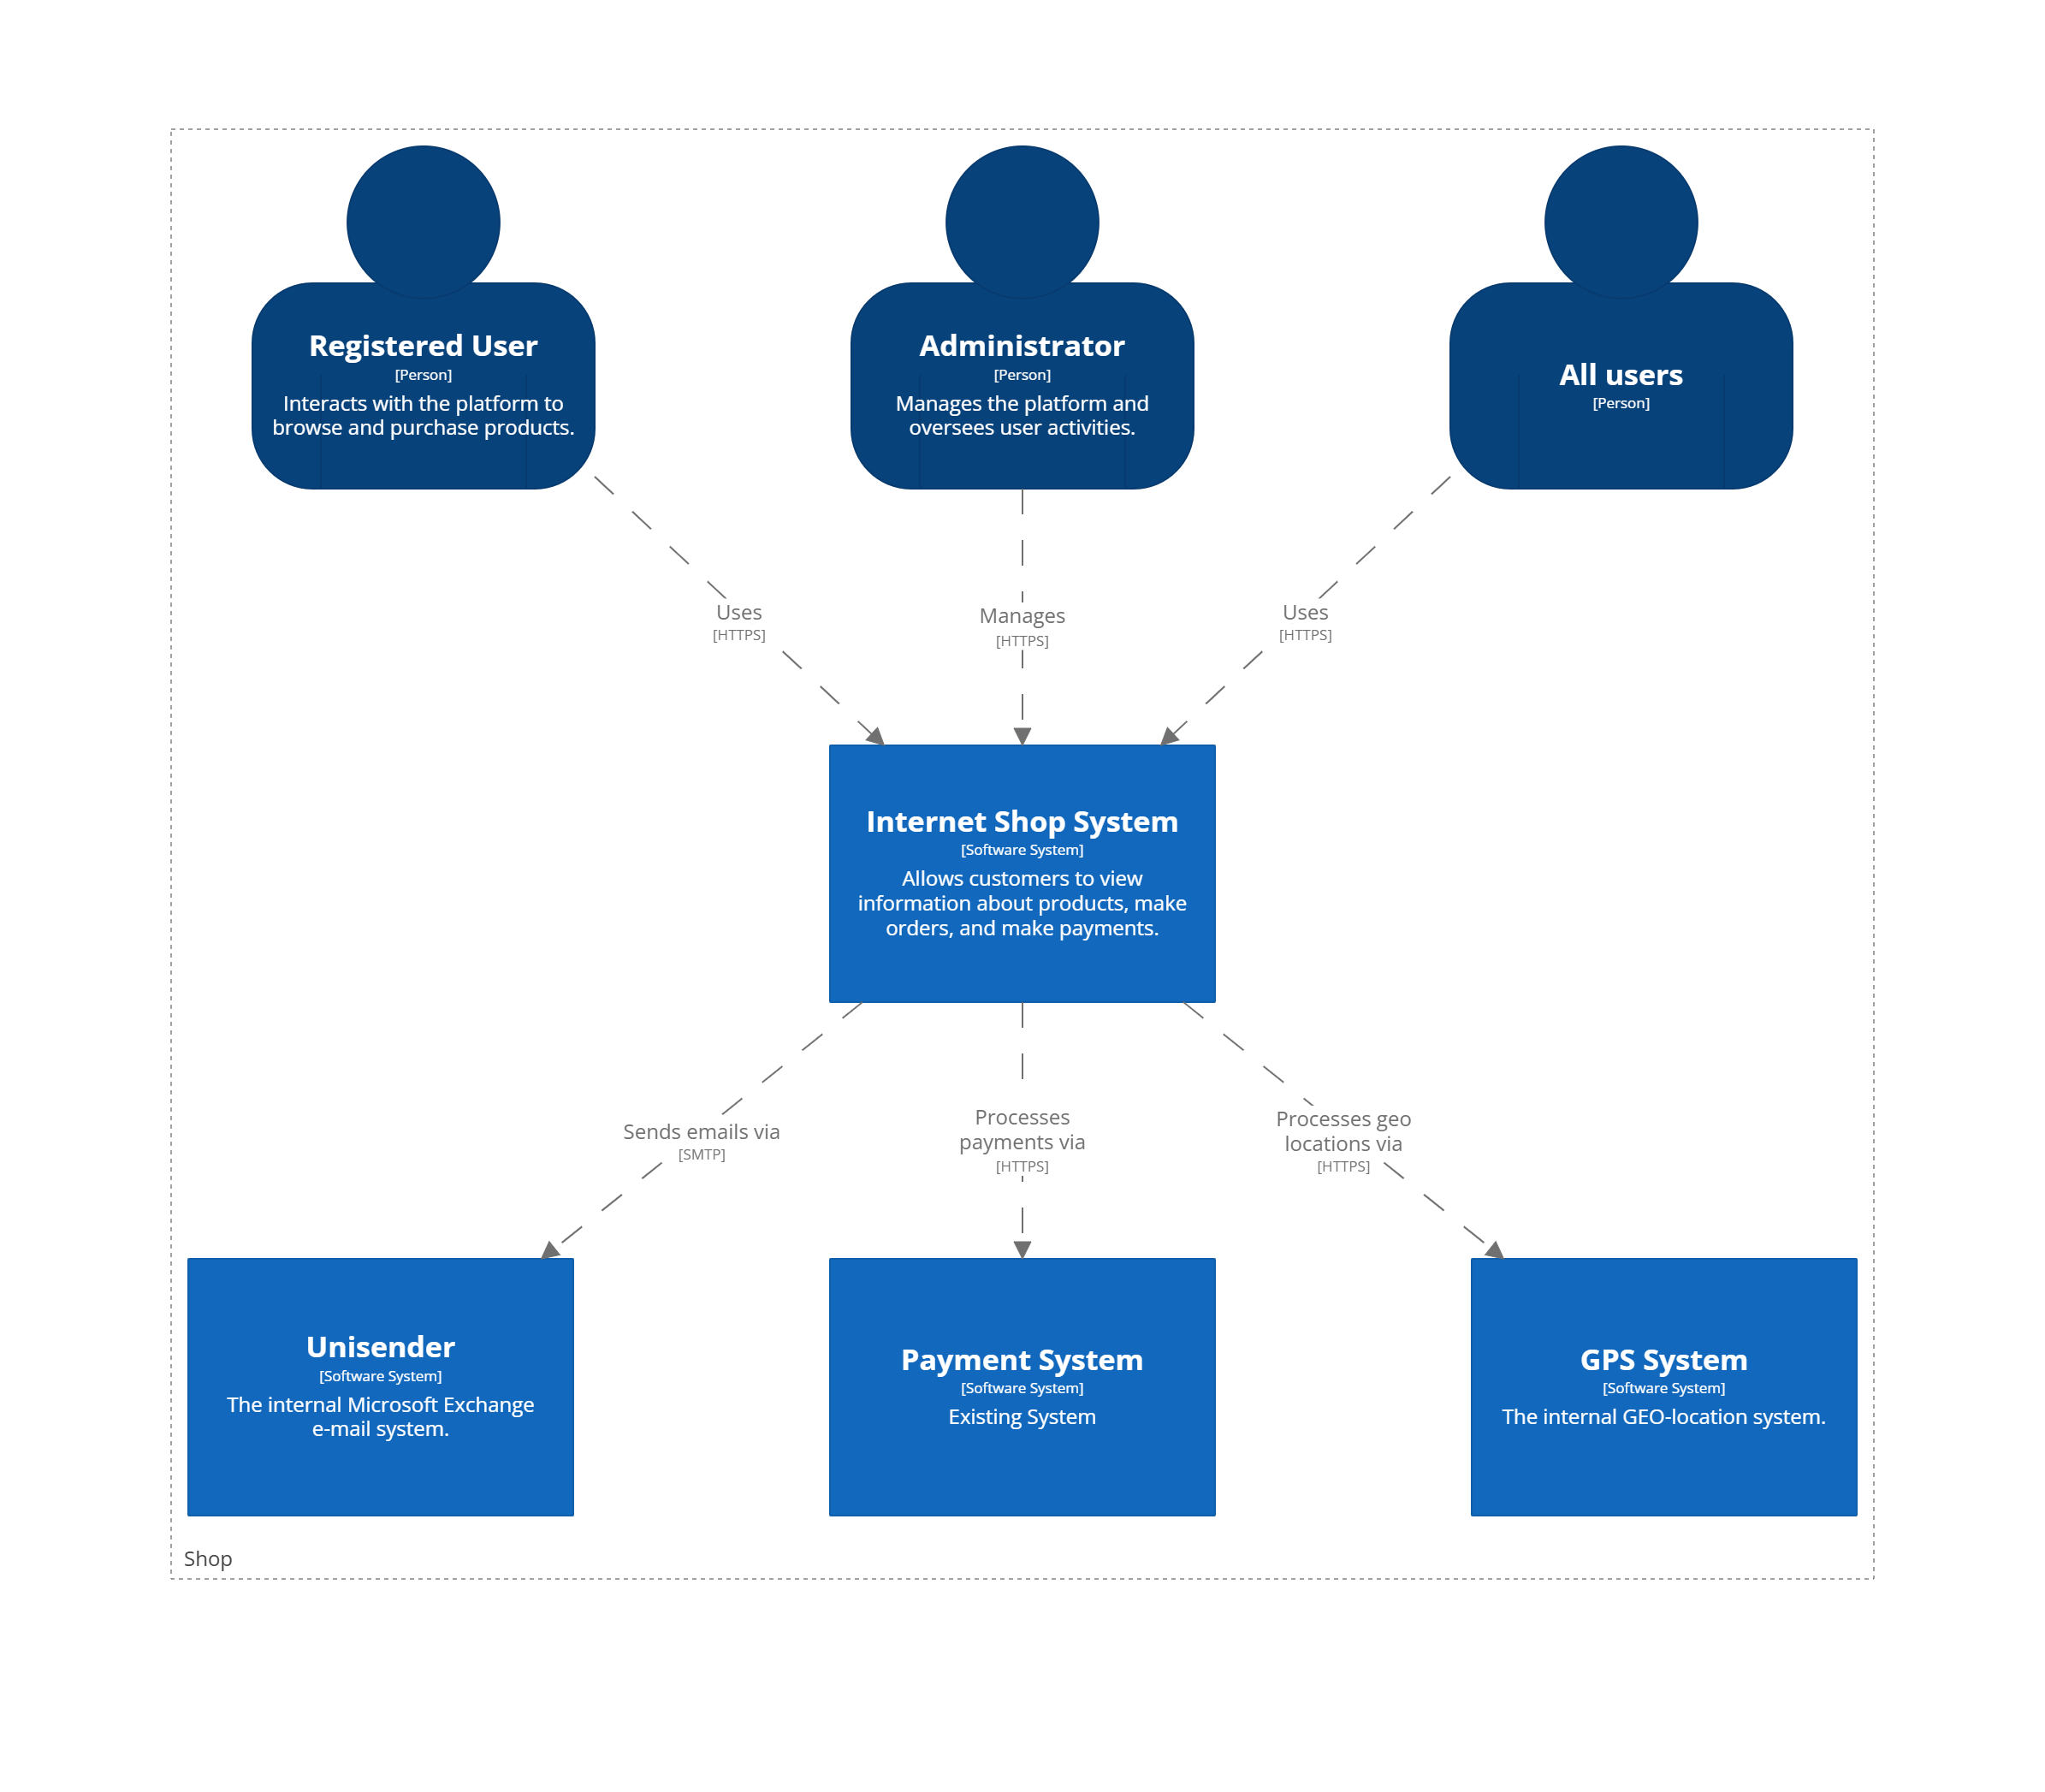 Registered User
[Person]
Interacts with the platform to
browse and purchase products.
Administrator
[Person]
Manages the platform and
oversees user activities.
All users
[Person]
Uses
[HTTPS]
Manages
[HTTPS]
Uses
[HTTPS]
Internet Shop System
[Software System]
Allows customers to view
information about products, make
orders, and make payments.
Sends emails via
[SMTP]
Processes
payments via
[HTTPS]
Processes geo
locations via
[HTTPS]
Unisender
[Software System]
The internal Microsoft Exchange
e-mail system.
Payment System
[Software System]
Existing System
GPS System
[Software System]
The internal GEO-location system.
Shop